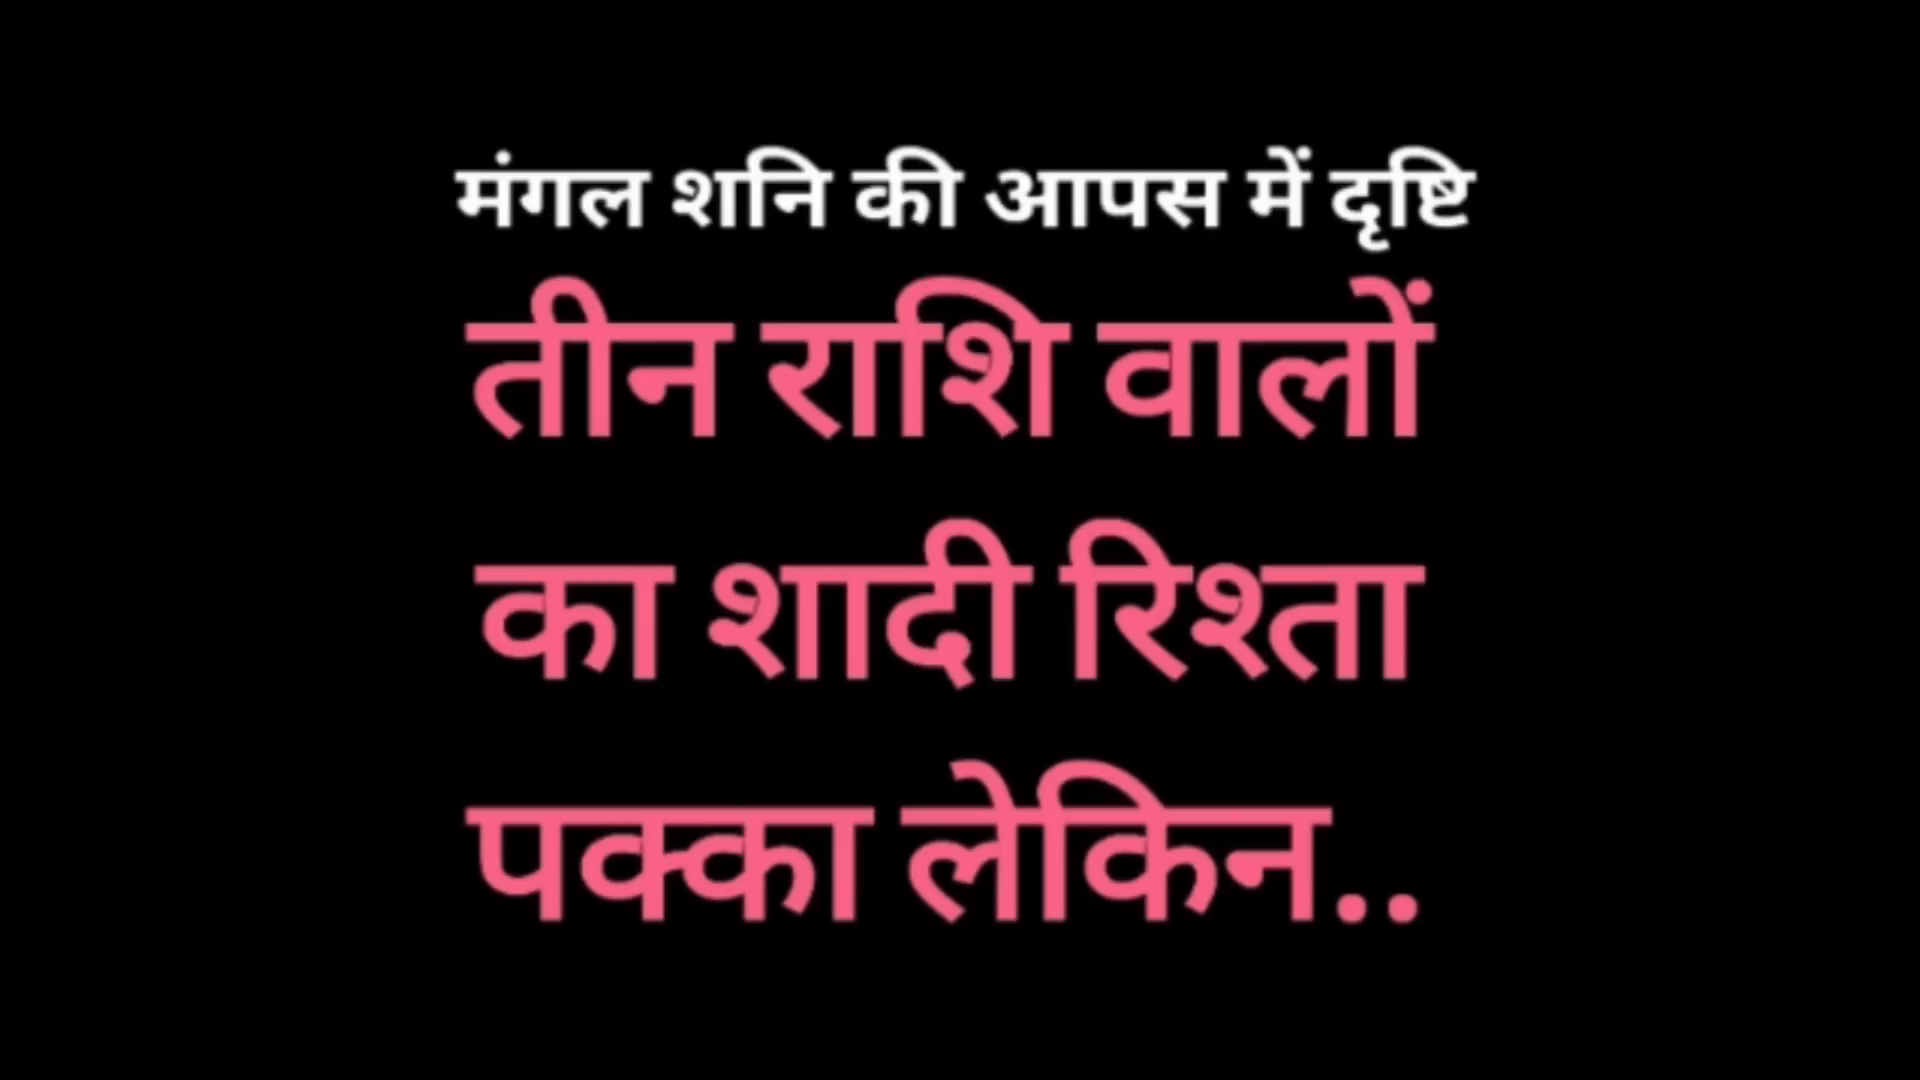 मंगल शनि की आपस में दृष्टि
तीन राशि वालों
का शादी रिश्ता
पक्का लेकिन..